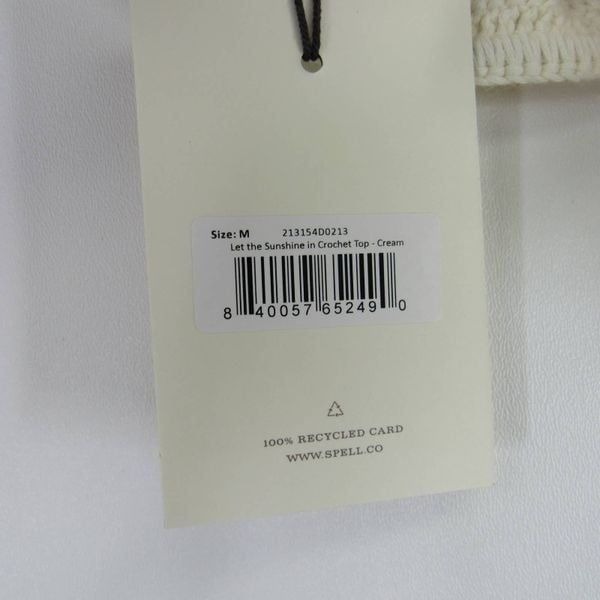 Size: M 213154D0213
Let the Sunshine in Crochet Top - Cream
8 40057 65249 0
100% RECYCLED CARD
WWW.SPELL.CO